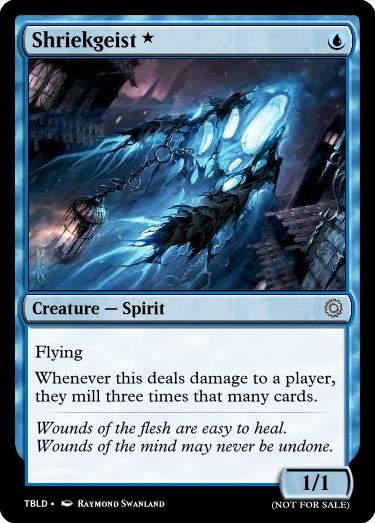 Shriekgeist ★
Creature — Spirit
Flying
Whenever this deals damage to a player,
they mill three times that many cards.
Wounds of the flesh are easy to heal.
Wounds of the mind may never be undone.
1/1
TBLD • Raymond Swanland
(NOT FOR SALE)